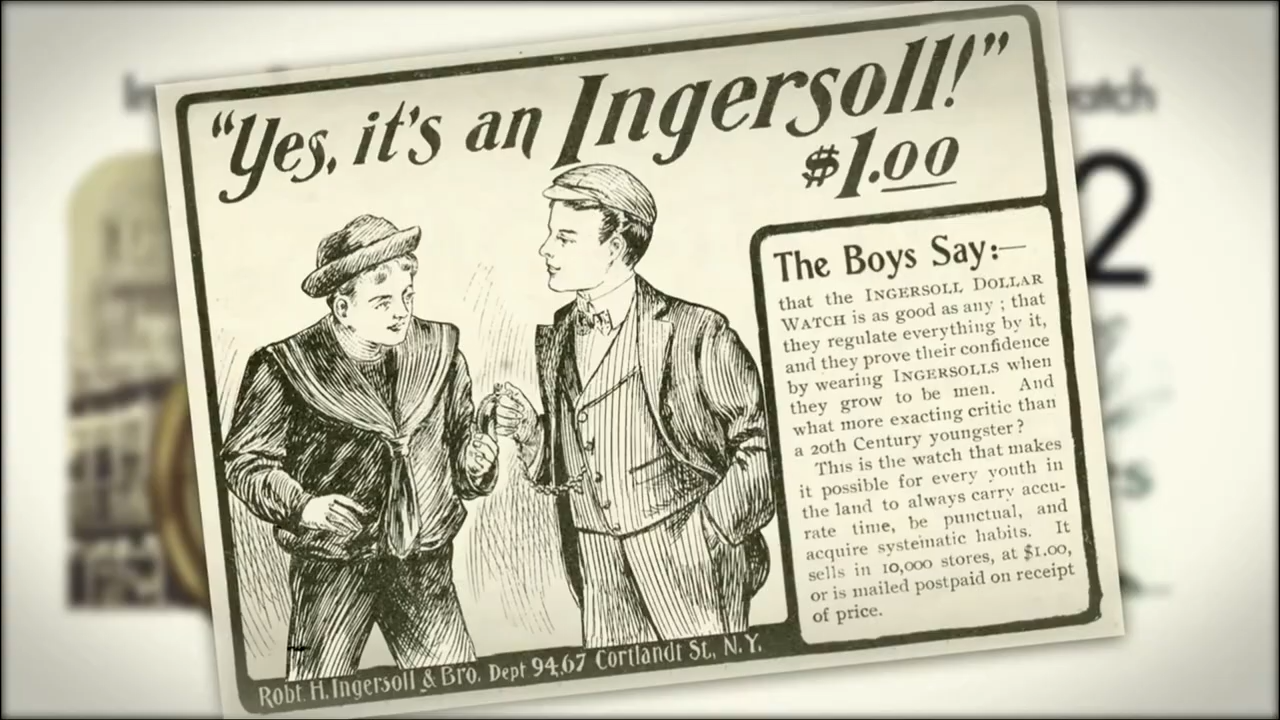 “Yes, it's an Ingersoll!”
$1.00
The Boys Say:—
that the INGERSOLL DOLLAR
WATCH is as good as any ; that
they regulate everything by it,
and they prove their confidence
by wearing INGERSOLLS when
they grow to be men. And
what more exacting critic than
a 20th Century youngster?
This is the watch that makes
it possible for every youth in
the land to always carry accu-
rate time, be punctual, and
acquire systematic habits. It
sells in 10,000 stores, at $1.00,
or is mailed postpaid on receipt
of price.
Robt. H. Ingersoll & Bro. Dept 94,67 Cortlandt St., N.Y.
2